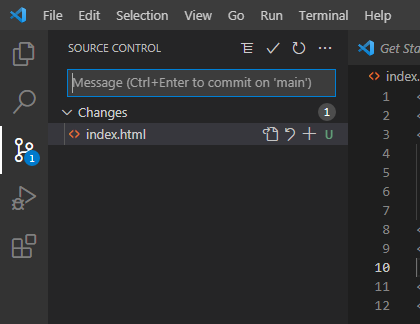 File Edit Selection View Go Run Terminal Help
SOURCE CONTROL
Get Sta
Message (Ctrl+Enter to commit on 'main')
index.
Changes 1
index.html U
1
1
2
3
4
5
6
7
8
9
10
11
12